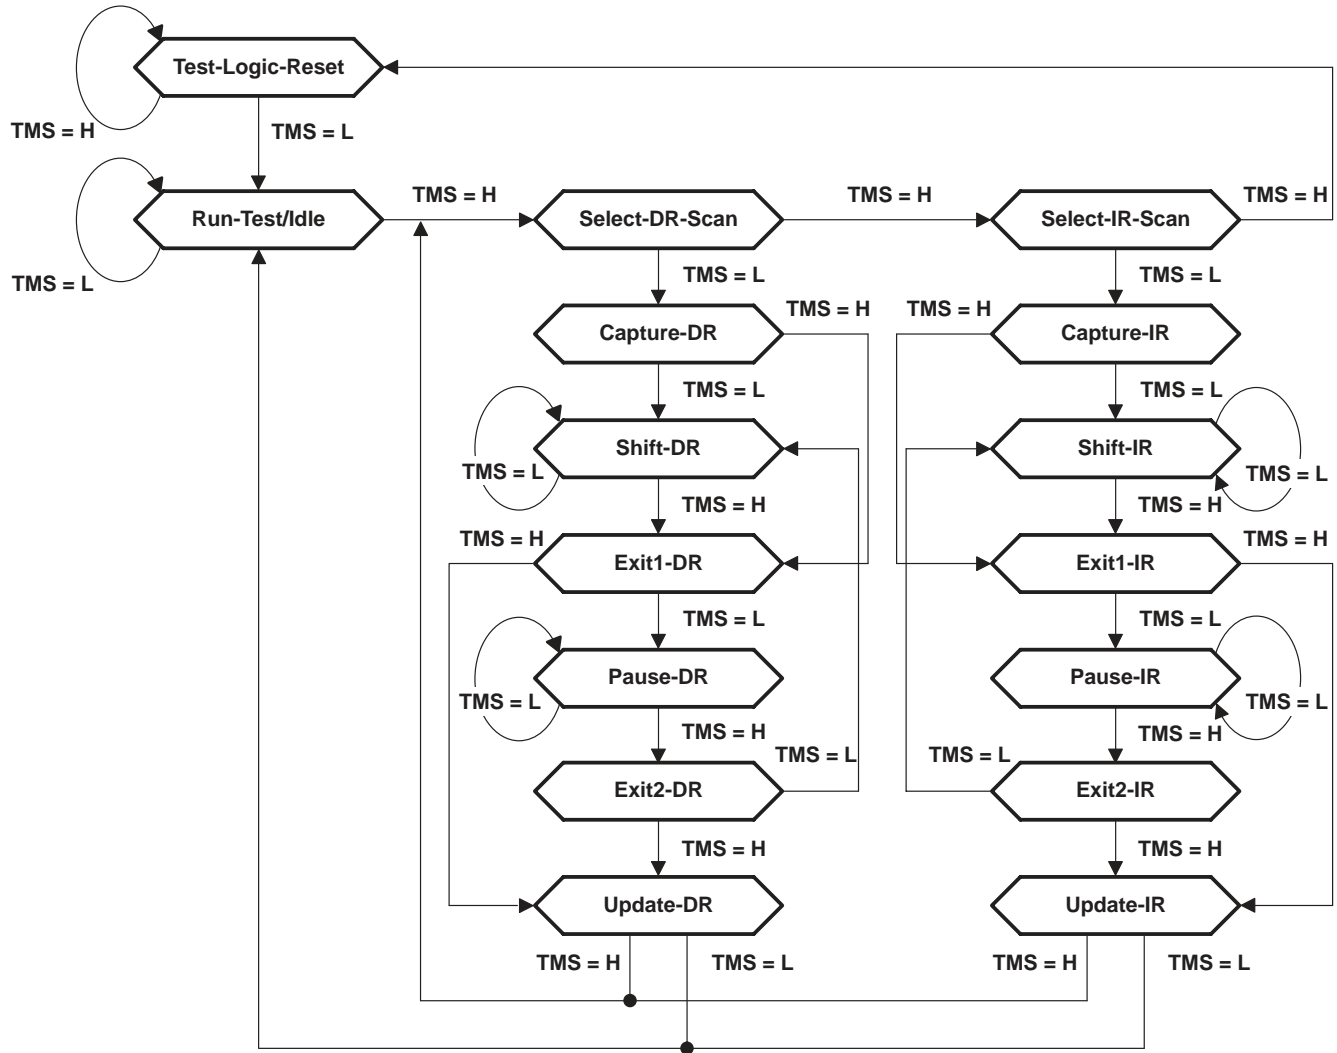 Test-Logic-Reset
TMS = H
TMS = L
Run-Test/Idle
TMS = H
Select-DR-Scan
TMS = H
Select-IR-Scan
TMS = H
TMS = L
TMS = L
TMS = L
Capture-DR
TMS = H
Capture-IR
TMS = L
TMS = L
Shift-DR
Shift-IR
TMS = L
TMS = L
TMS = H
TMS = H
TMS = H
Exit1-DR
Exit1-IR
TMS = H
TMS = L
TMS = L
Pause-DR
Pause-IR
TMS = L
TMS = L
TMS = H
TMS = H
TMS = L
TMS = L
Exit2-DR
Exit2-IR
TMS = H
TMS = H
Update-DR
Update-IR
TMS = H
TMS = L
TMS = H
TMS = L